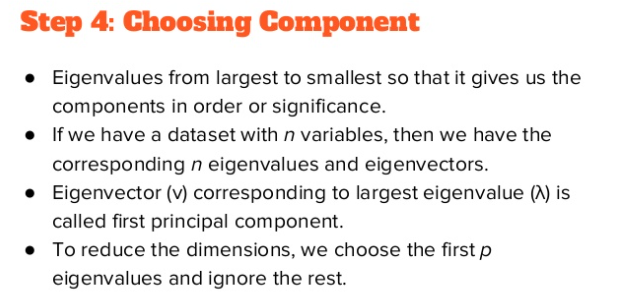 Step 4: Choosing Component
● Eigenvalues from largest to smallest so that it gives us the
components in order or significance.
● If we have a dataset with n variables, then we have the
corresponding n eigenvalues and eigenvectors.
● Eigenvector (v) corresponding to largest eigenvalue (λ) is
called first principal component.
● To reduce the dimensions, we choose the first p
eigenvalues and ignore the rest.